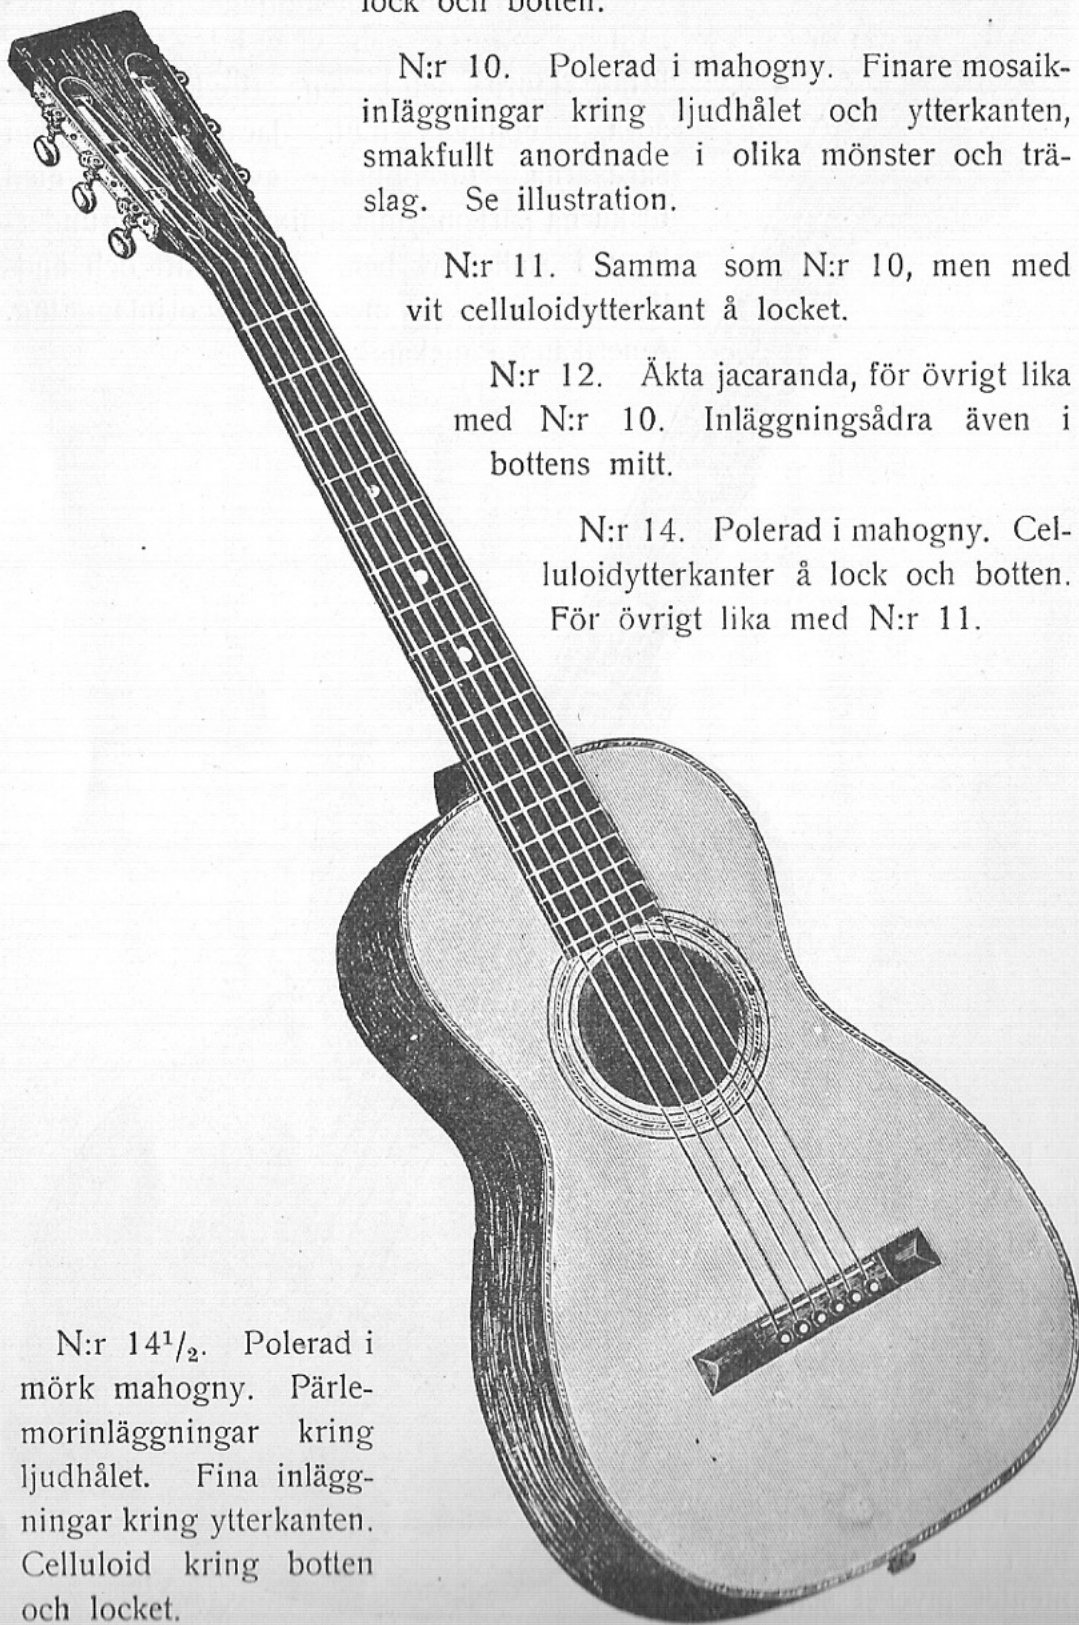 lock och botten.
N:r 10. Polerad i mahogny. Finare mosaik-
inläggningar kring ljudhålet och ytterkanten,
smakfullt anordnade i olika mönster och trä-
slag. Se illustration.
N:r 11. Samma som N:r 10, men med
vit celluloidytterkant å locket.
N:r 12. Äkta jacaranda, för övrigt lika
med N:r 10. Inläggningsådra även i
bottens mitt.
N:r 14. Polerad i mahogny. Cel-
luloidytterkanter å lock och botten.
För övrigt lika med N:r 11.
N:r 14¹/₂. Polerad i
mörk mahogny. Pärle-
morinläggningar kring
ljudhålet. Fina inlägg-
ningar kring ytterkanten.
Celluloid kring botten
och locket.